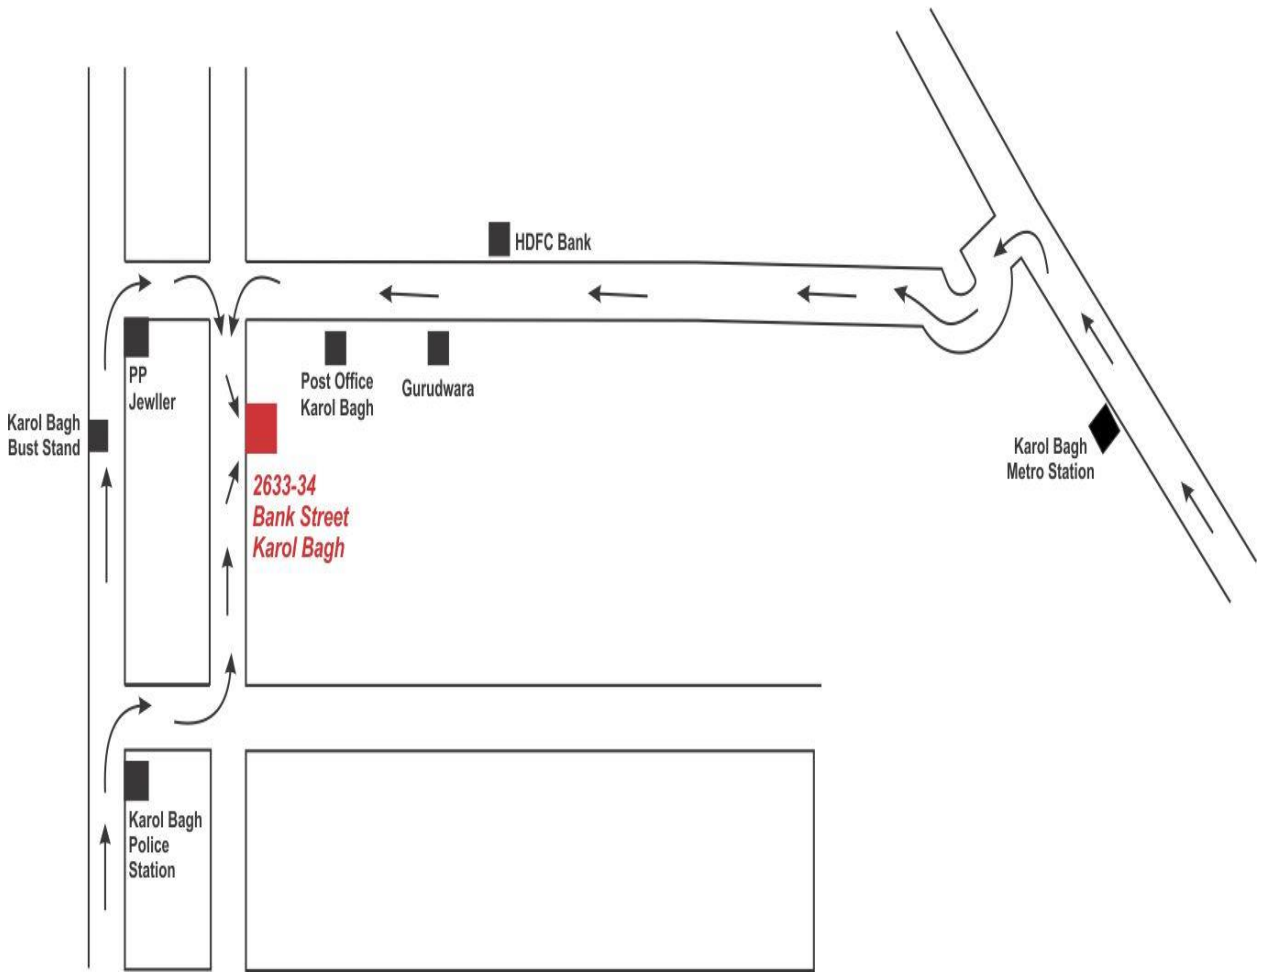 HDFC Bank
PP
Jewller
Post Office
Karol Bagh
Gurudwara
Karol Bagh
Bust Stand
Karol Bagh
Metro Station
2633-34
Bank Street
Karol Bagh
Karol Bagh
Police
Station